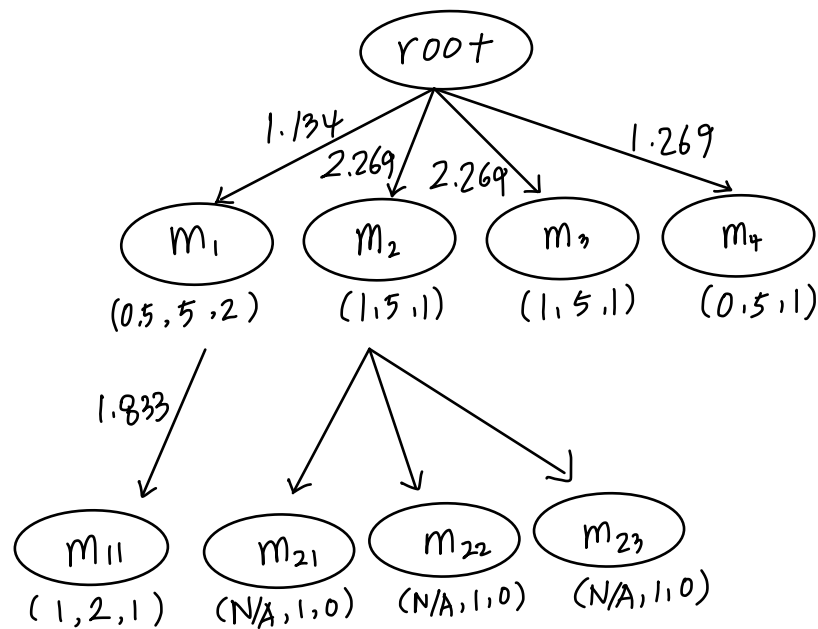 root
1.134
2.269
2.269
1.269
m₁
m₂
m₃
m₄
(0.5, 5, 2)
(1, 5, 1)
(1, 5, 1)
(0, 5, 1)
1.833
m₁₁
m₂₁
m₂₂
m₂₃
(1, 2, 1)
(N/A, 1, 0)
(N/A, 1, 0)
(N/A, 1, 0)